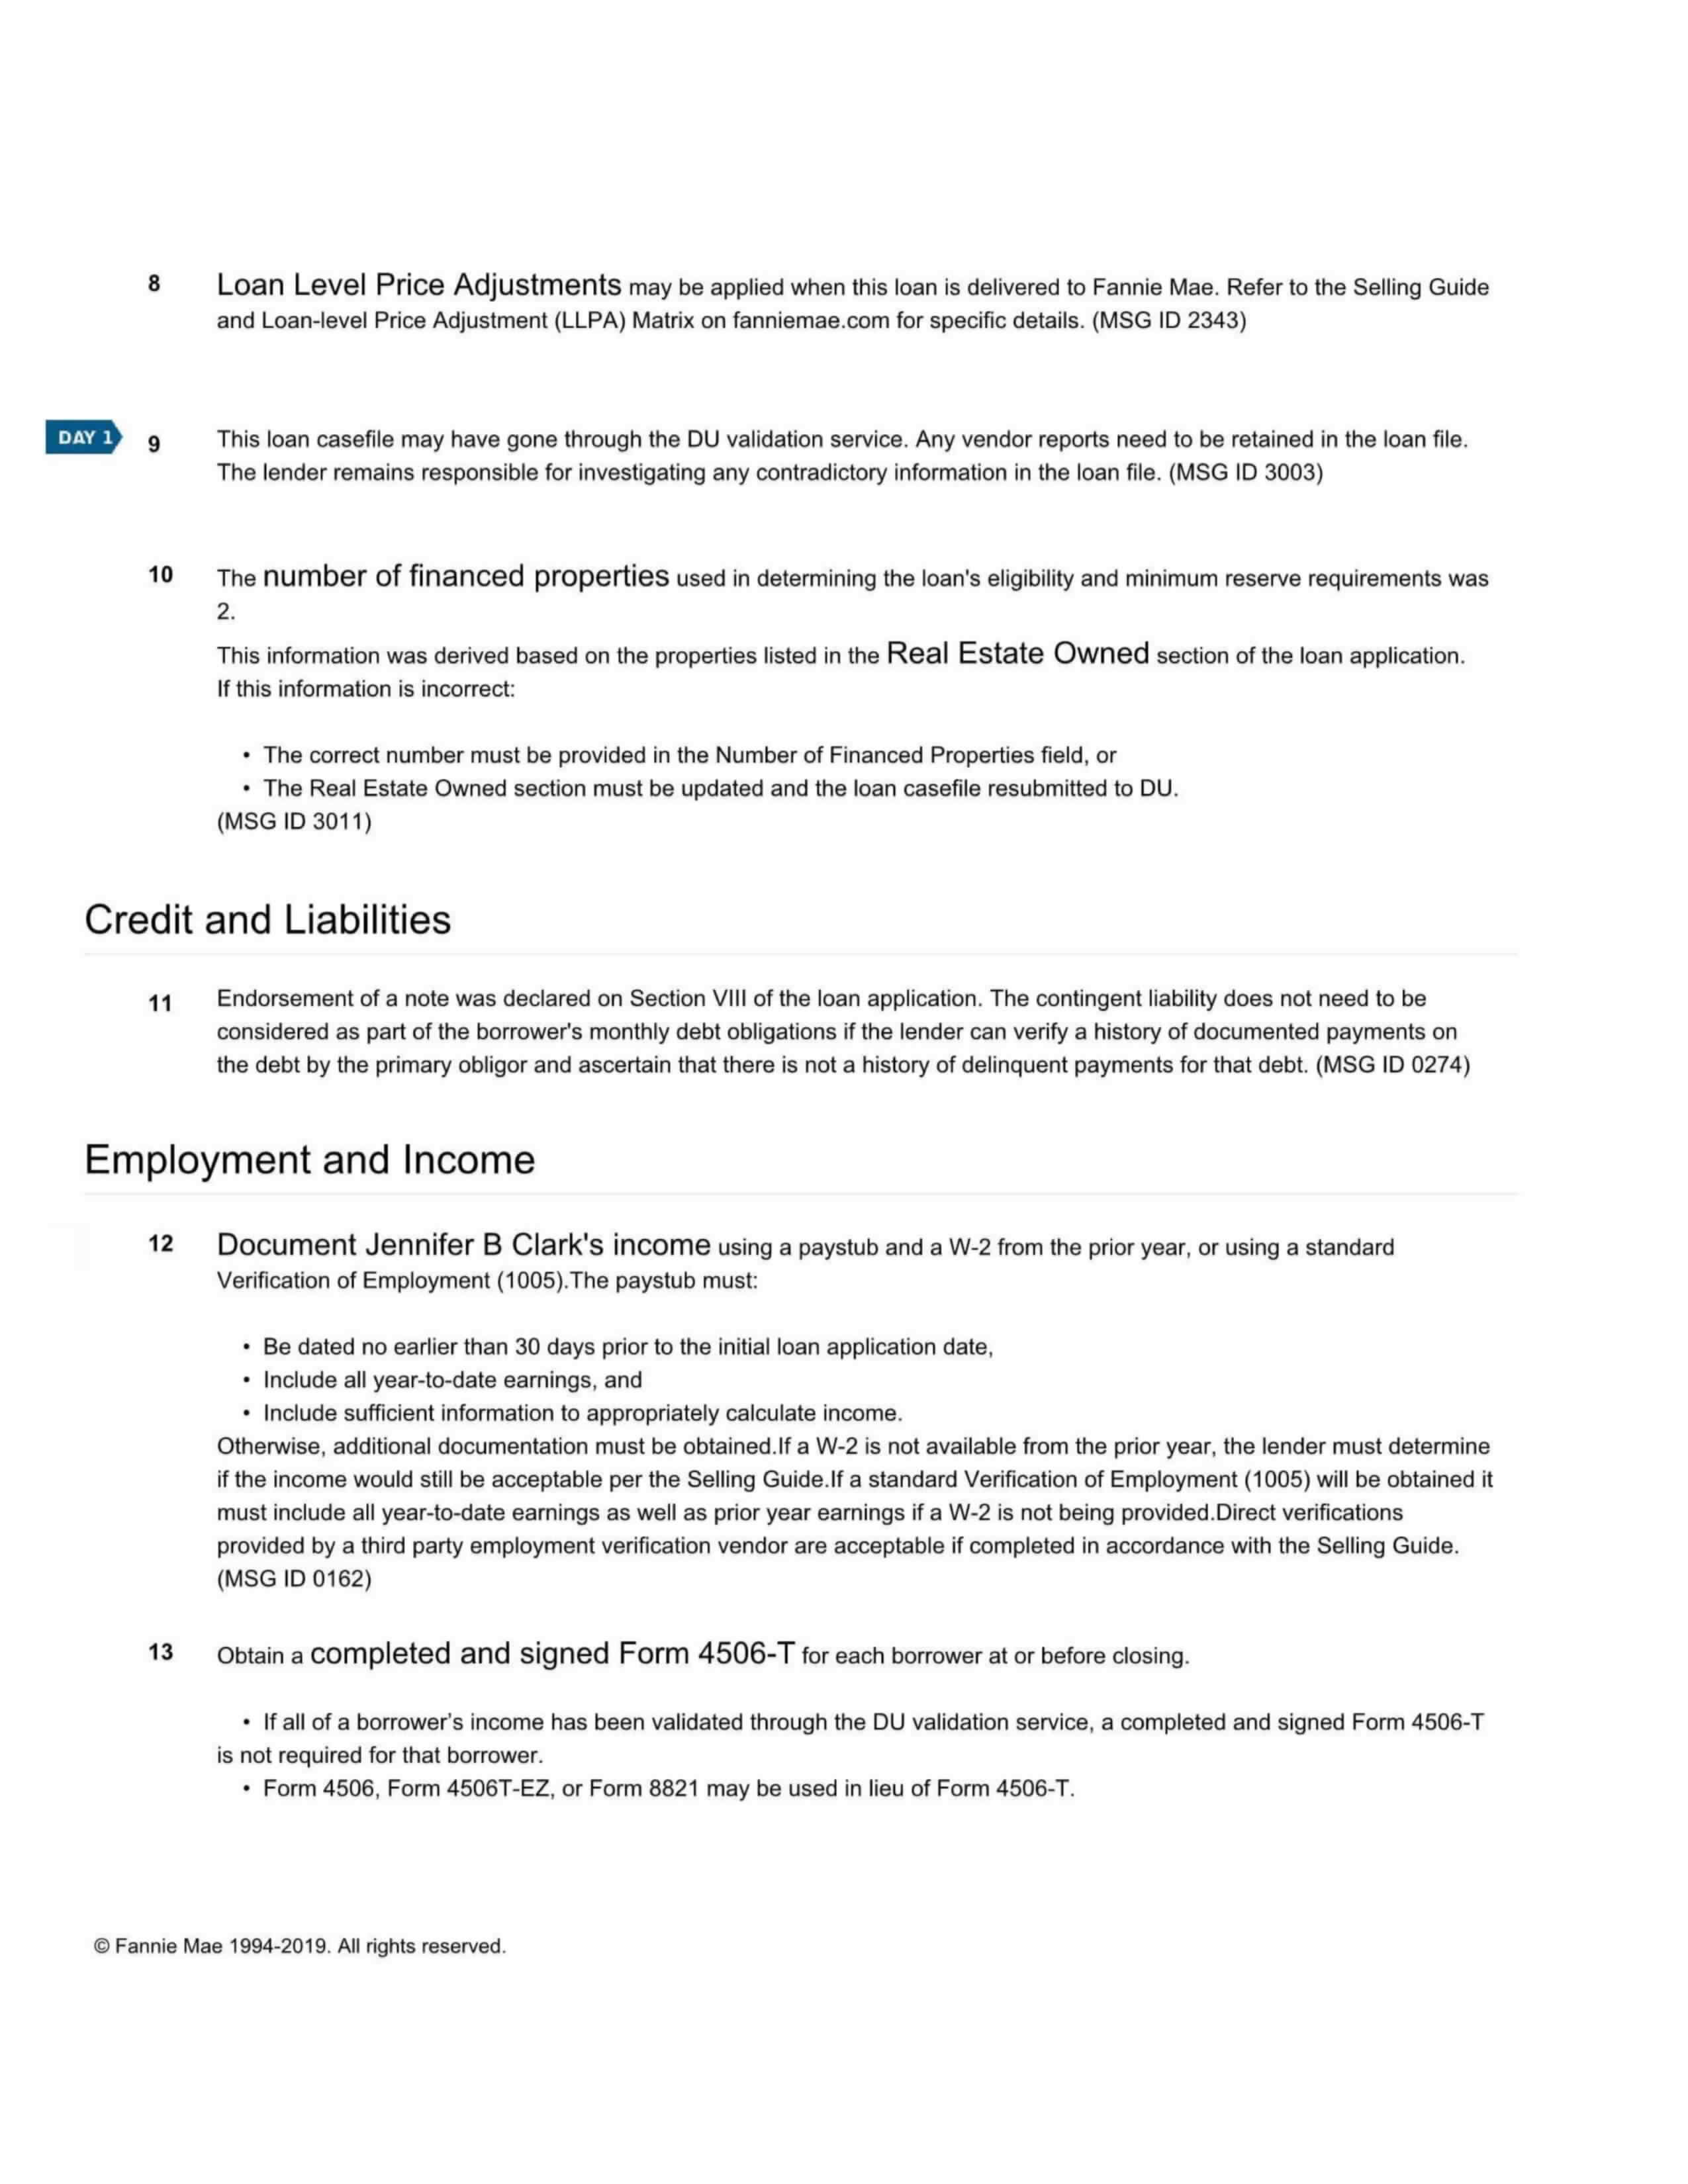 8 Loan Level Price Adjustments may be applied when this loan is delivered to Fannie Mae. Refer to the Selling Guide
and Loan-level Price Adjustment (LLPA) Matrix on fanniemae.com for specific details. (MSG ID 2343)
DAY 1 9 This loan casefile may have gone through the DU validation service. Any vendor reports need to be retained in the loan file.
The lender remains responsible for investigating any contradictory information in the loan file. (MSG ID 3003)
10 The number of financed properties used in determining the loan's eligibility and minimum reserve requirements was
2.
This information was derived based on the properties listed in the Real Estate Owned section of the loan application.
If this information is incorrect:
• The correct number must be provided in the Number of Financed Properties field, or
• The Real Estate Owned section must be updated and the loan casefile resubmitted to DU.
(MSG ID 3011)
Credit and Liabilities
11 Endorsement of a note was declared on Section VIII of the loan application. The contingent liability does not need to be
considered as part of the borrower's monthly debt obligations if the lender can verify a history of documented payments on
the debt by the primary obligor and ascertain that there is not a history of delinquent payments for that debt. (MSG ID 0274)
Employment and Income
12 Document Jennifer B Clark's income using a paystub and a W-2 from the prior year, or using a standard
Verification of Employment (1005).The paystub must:
• Be dated no earlier than 30 days prior to the initial loan application date,
• Include all year-to-date earnings, and
• Include sufficient information to appropriately calculate income.
Otherwise, additional documentation must be obtained.If a W-2 is not available from the prior year, the lender must determine
if the income would still be acceptable per the Selling Guide.If a standard Verification of Employment (1005) will be obtained it
must include all year-to-date earnings as well as prior year earnings if a W-2 is not being provided.Direct verifications
provided by a third party employment verification vendor are acceptable if completed in accordance with the Selling Guide.
(MSG ID 0162)
13 Obtain a completed and signed Form 4506-T for each borrower at or before closing.
• If all of a borrower’s income has been validated through the DU validation service, a completed and signed Form 4506-T
is not required for that borrower.
• Form 4506, Form 4506T-EZ, or Form 8821 may be used in lieu of Form 4506-T.
© Fannie Mae 1994-2019. All rights reserved.